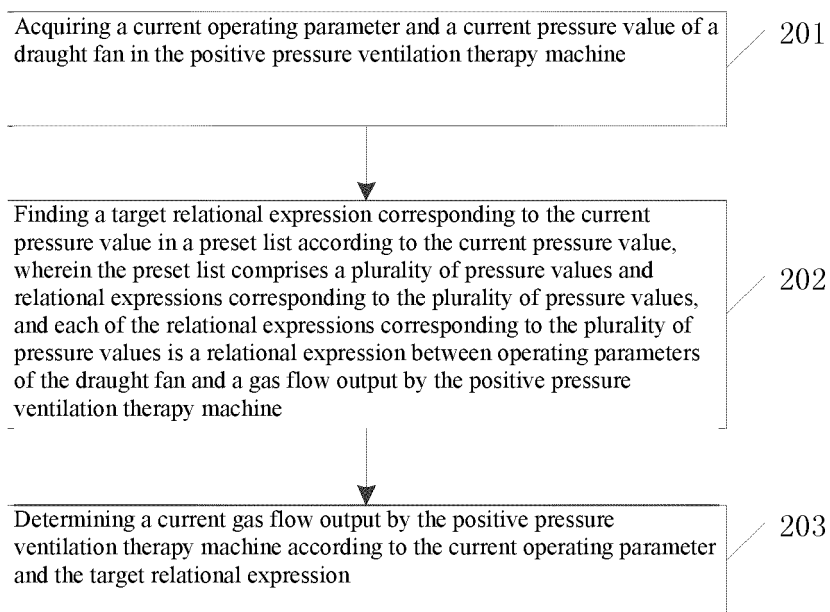 Acquiring a current operating parameter and a current pressure value of a
draught fan in the positive pressure ventilation therapy machine
201
Finding a target relational expression corresponding to the current
pressure value in a preset list according to the current pressure value,
wherein the preset list comprises a plurality of pressure values and
relational expressions corresponding to the plurality of pressure values,
and each of the relational expressions corresponding to the plurality of
pressure values is a relational expression between operating parameters
of the draught fan and a gas flow output by the positive pressure
ventilation therapy machine
202
Determining a current gas flow output by the positive pressure
ventilation therapy machine according to the current operating parameter
and the target relational expression
203